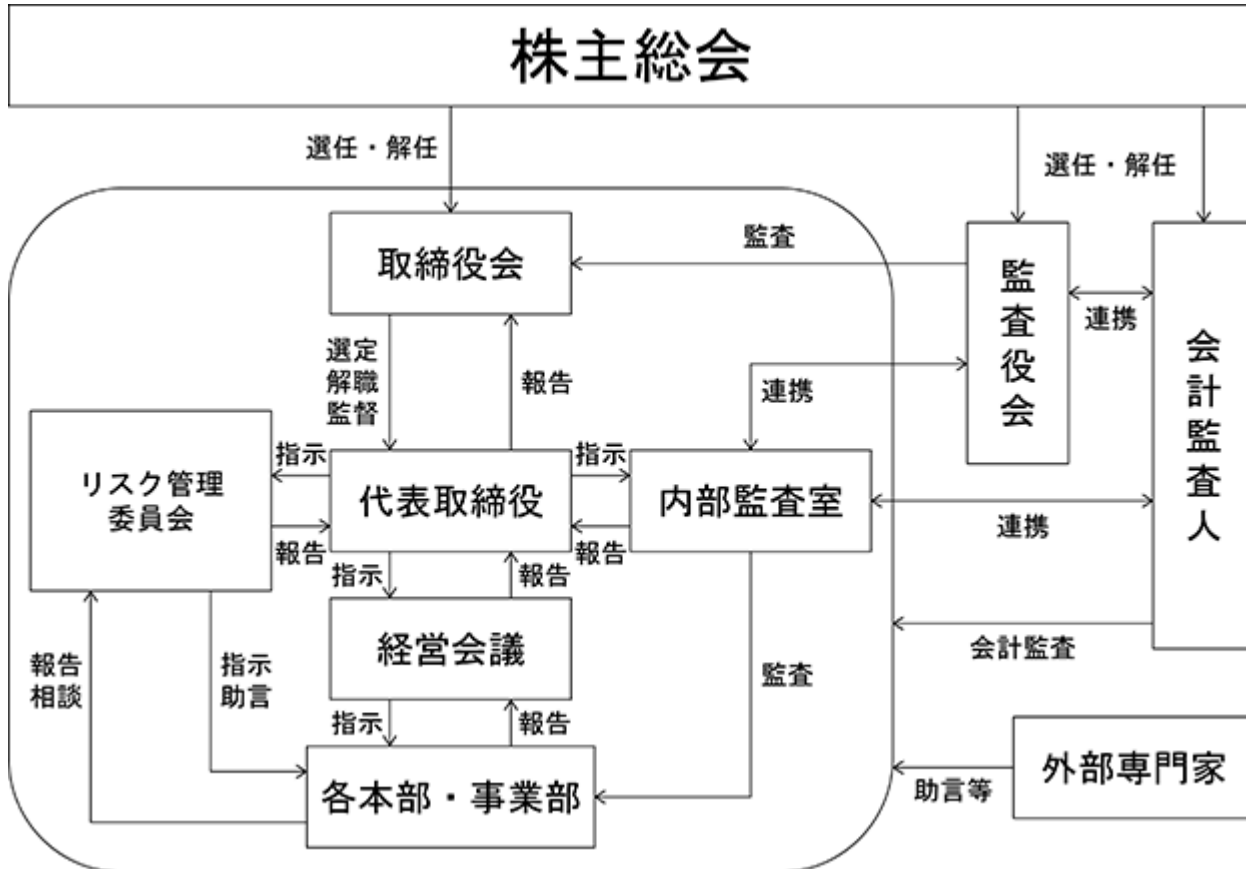 株主総会
選任・解任
選任・解任
取締役会
監査
監査役会
連携
会計監査人
選定
解職
監督
報告
連携
リスク管理
委員会
指示
報告
代表取締役
指示
報告
内部監査室
連携
指示
報告
経営会議
会計監査
報告
相談
指示
助言
監査
指示
報告
各本部・事業部
外部専門家
助言等